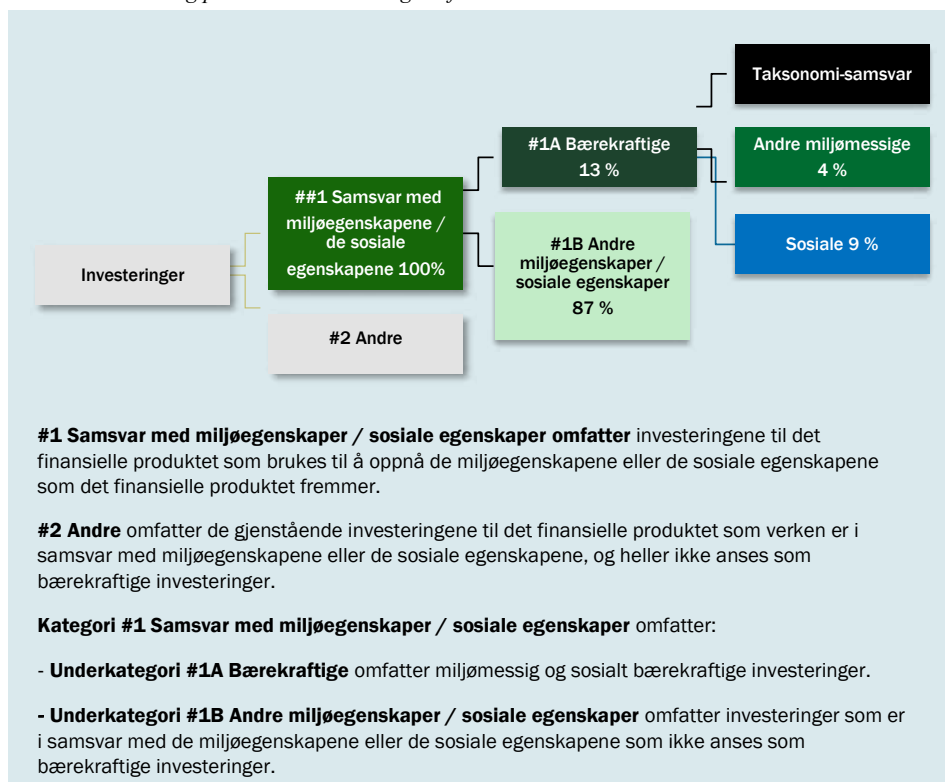 Taksonomi-samsvar
#1A Bærekraftige
13 %
Andre miljømessige
4 %
##1 Samsvar med
miljøegenskapene /
de sosiale
egenskapene 100%
#1B Andre
miljøegenskaper /
sosiale egenskaper
87 %
Sosiale 9 %
Investeringer
#2 Andre
#1 Samsvar med miljøegenskaper / sosiale egenskaper omfatter investeringene til det
finansielle produktet som brukes til å oppnå de miljøegenskapene eller de sosiale egenskapene
som det finansielle produktet fremmer.
#2 Andre omfatter de gjenstående investeringene til det finansielle produktet som verken er i
samsvar med miljøegenskapene eller de sosiale egenskapene, og heller ikke anses som
bærekraftige investeringer.
Kategori #1 Samsvar med miljøegenskaper / sosiale egenskaper omfatter:
- Underkategori #1A Bærekraftige omfatter miljømessig og sosialt bærekraftige investeringer.
- Underkategori #1B Andre miljøegenskaper / sosiale egenskaper omfatter investeringer som er
i samsvar med de miljøegenskapene eller de sosiale egenskapene som ikke anses som
bærekraftige investeringer.